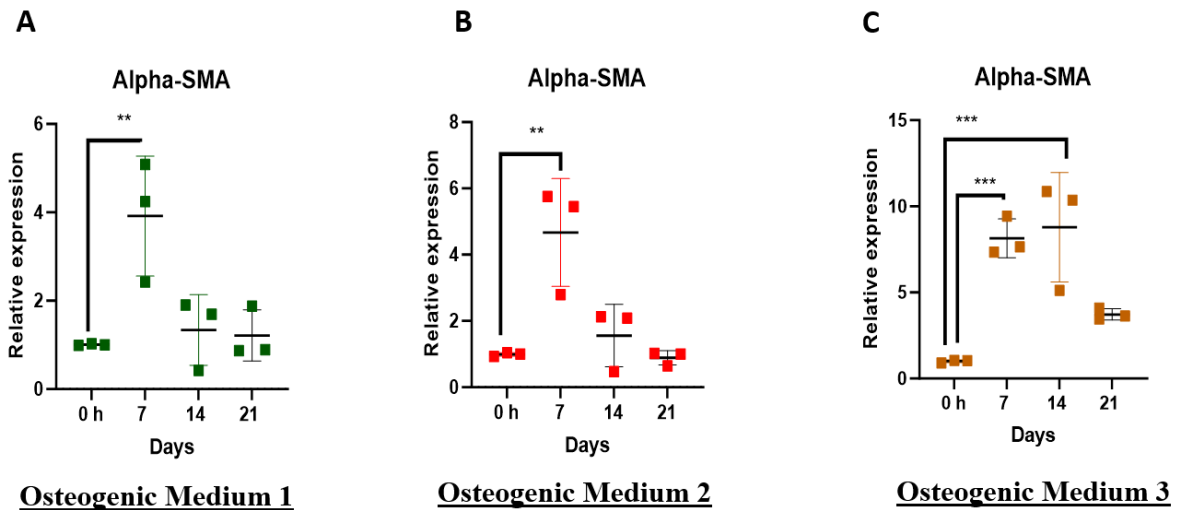 A
Alpha-SMA
Relative expression
6
4
2
0
**
0 h 7 14 21
Days
Osteogenic Medium 1
B
Alpha-SMA
Relative expression
8
6
4
2
0
**
0 h 7 14 21
Days
Osteogenic Medium 2
C
Alpha-SMA
Relative expression
15
10
5
0
***
***
0 h 7 14 21
Days
Osteogenic Medium 3